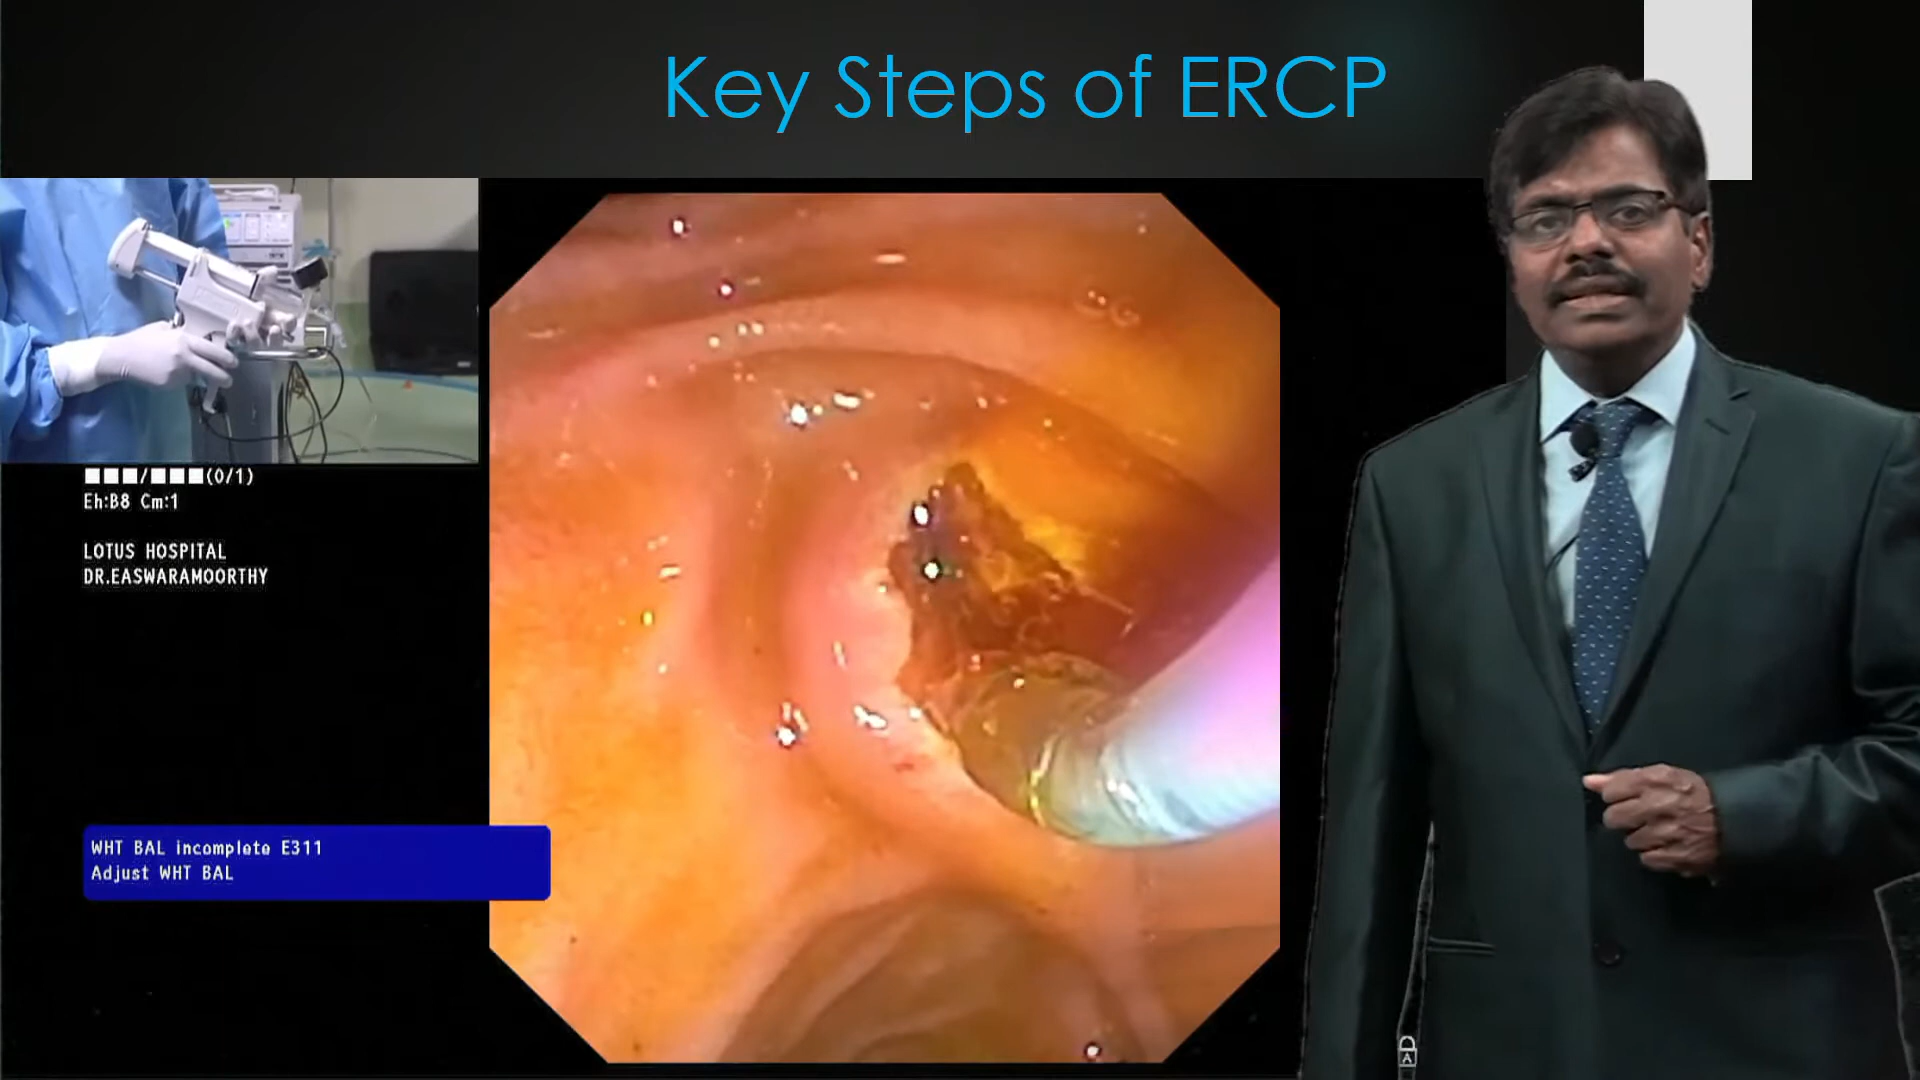 Key Steps of ERCP
■■■/■■■(0/1)
Eh:B8 Cm:1
LOTUS HOSPITAL
DR.EASWARAMOORTHY
WHT BAL incomplete E311
Adjust WHT BAL
A